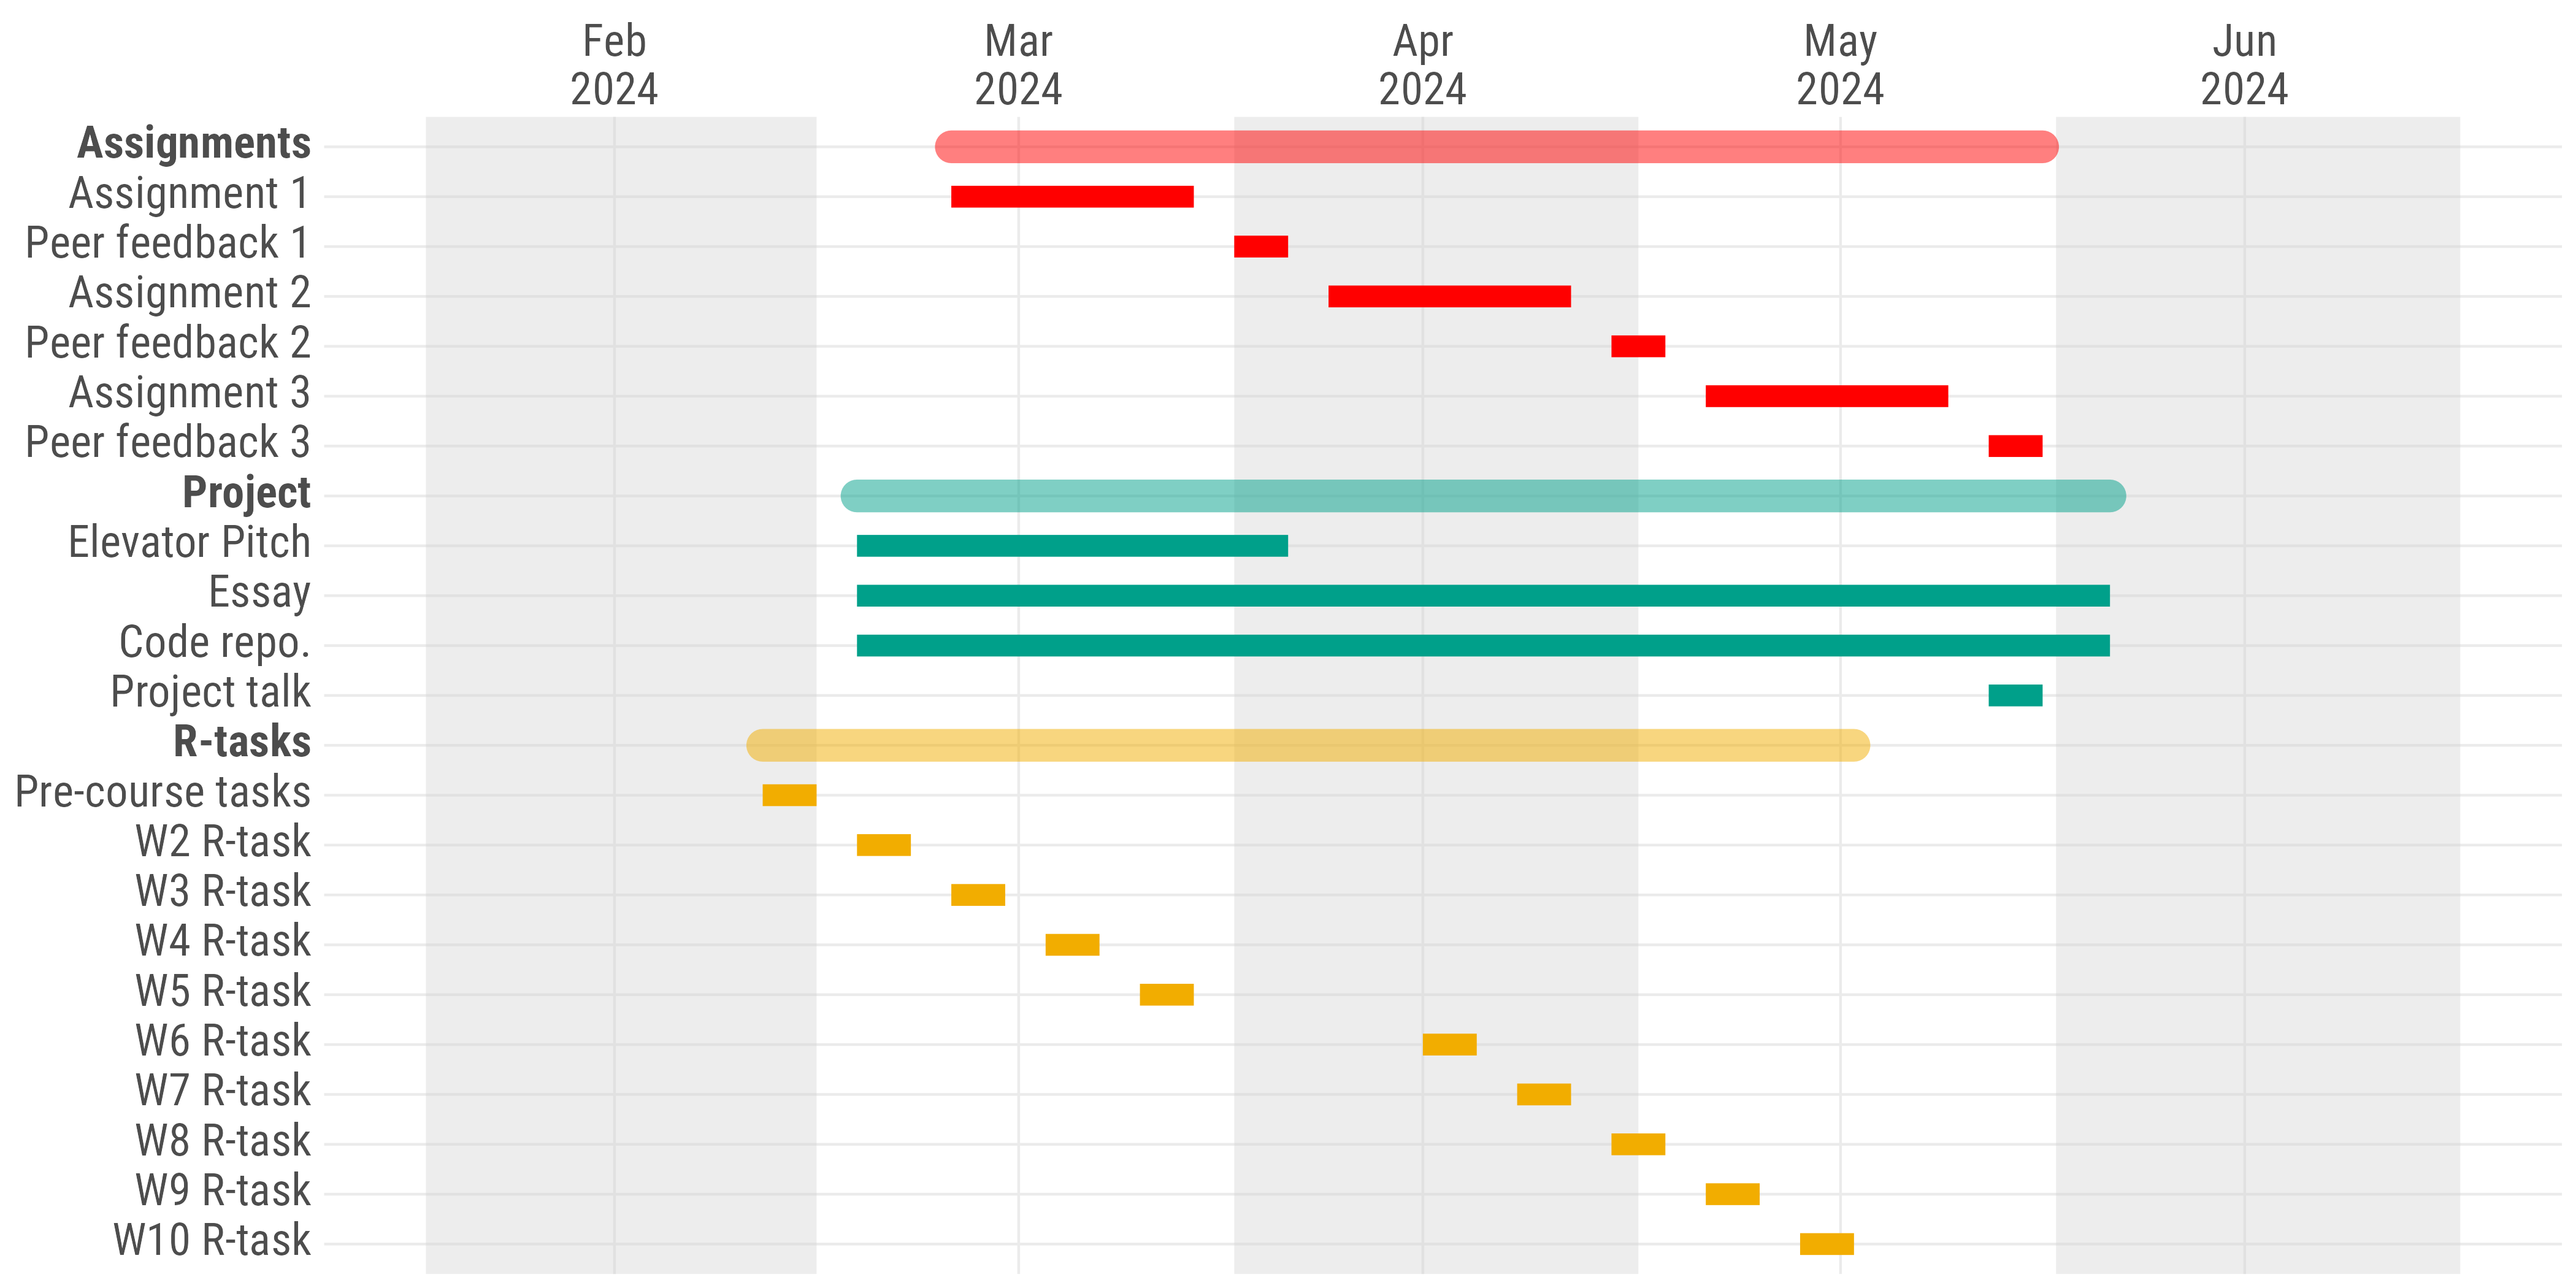 Feb Mar Apr May Jun
2024 2024 2024 2024 2024
Assignments
Assignment 1
Peer feedback 1
Assignment 2
Peer feedback 2
Assignment 3
Peer feedback 3
Project
Elevator Pitch
Essay
Code repo.
Project talk
R-tasks
Pre-course tasks
W2 R-task
W3 R-task
W4 R-task
W5 R-task
W6 R-task
W7 R-task
W8 R-task
W9 R-task
W10 R-task